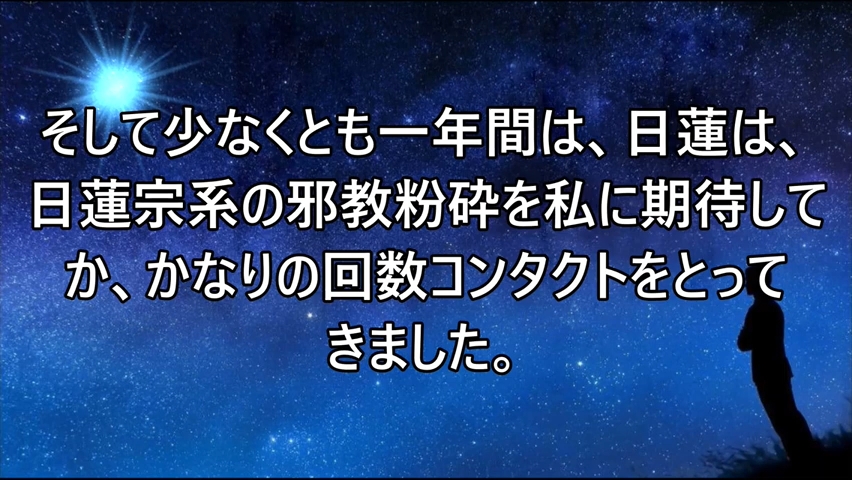 そして少なくとも一年間は、日蓮は、
日蓮宗系の邪教粉砕を私に期待して
か、かなりの回数コンタクトをとって
きました。